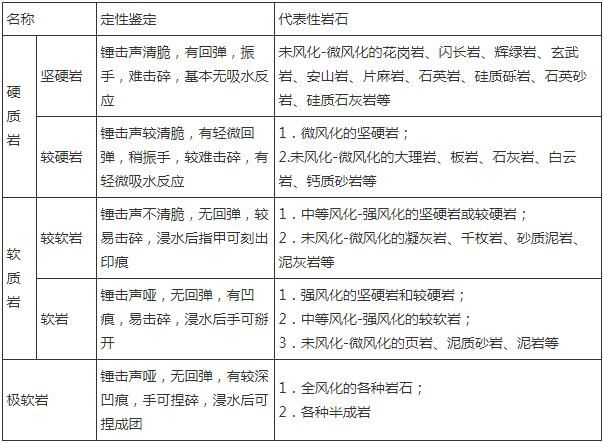 名称
定性鉴定
代表性岩石
硬
质
岩
坚硬岩
锤击声清脆，有回弹，振
手，难击碎，基本无吸水反
应
未风化-微风化的花岗岩、闪长岩、辉绿岩、玄武
岩、安山岩、片麻岩、石英岩、硅质砾岩、石英砂
岩、硅质石灰岩等
较硬岩
锤击声较清脆，有轻微回
弹，稍振手，较难击碎，有
轻微吸水反应
1．微风化的坚硬岩；
2.未风化-微风化的大理岩、板岩、石灰岩、白云
岩、钙质砂岩等
软
质
岩
较软岩
锤击声不清脆，无回弹，较
易击碎，浸水后指甲可刻出
印痕
1．中等风化-强风化的坚硬岩或较硬岩；
2．未风化-微风化的凝灰岩、千枚岩、砂质泥岩、
泥灰岩等
软岩
锤击声哑，无回弹，有凹
痕，易击碎，浸水后手可掰
开
1．强风化的坚硬岩和较硬岩；
2．中等风化-强风化的较软岩；
3．未风化-微风化的页岩、泥质砂岩、泥岩等
极软岩
锤击声哑，无回弹，有较深
凹痕，手可捏碎，浸水后可
捏成团
1．全风化的各种岩石；
2．各种半成岩